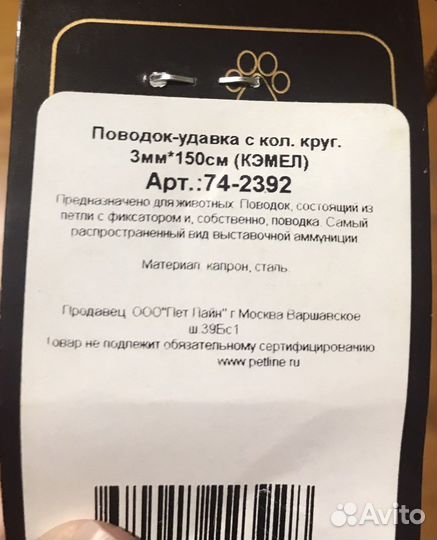 Поводок-удавка с кол. круг.
3мм*150см (КЭМЕЛ)
Арт.:74-2392
Предназначено для животных. Поводок, состоящий из
петли с фиксатором и, собственно, поводка. Самый
распространенный вид выставочной аммуниции
Материал: капрон, сталь.
Продавец: ООО"Пет Лайн" г Москва Варшавское
ш.39Бс1
Товар не подлежит обязательному сертифицированию
www.petline.ru
Avito